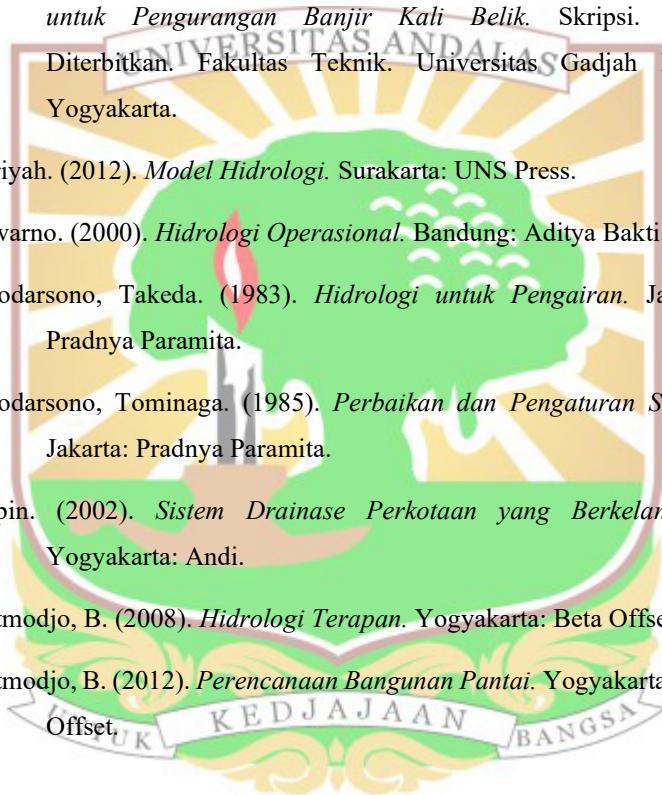 untuk Pengurangan Banjir Kali Belik. Skripsi.
UNIVERSITAS ANDALAS
Diterbitkan. Fakultas Teknik. Universitas Gadjah
Yogyakarta.
riyah. (2012). Model Hidrologi. Surakarta: UNS Press.
warno. (2000). Hidrologi Operasional. Bandung: Aditya Bakti
odarsono, Takeda. (1983). Hidrologi untuk Pengairan. Ja
Pradnya Paramita.
odarsono, Tominaga. (1985). Perbaikan dan Pengaturan S
Jakarta: Pradnya Paramita.
pin. (2002). Sistem Drainase Perkotaan yang Berkelan
Yogyakarta: Andi.
tmodjo, B. (2008). Hidrologi Terapan. Yogyakarta: Beta Offse
tmodjo, B. (2012). Perencanaan Bangunan Pantai. Yogyakarta
Offset.
UNTUK KEDJAJAAN BANGSA